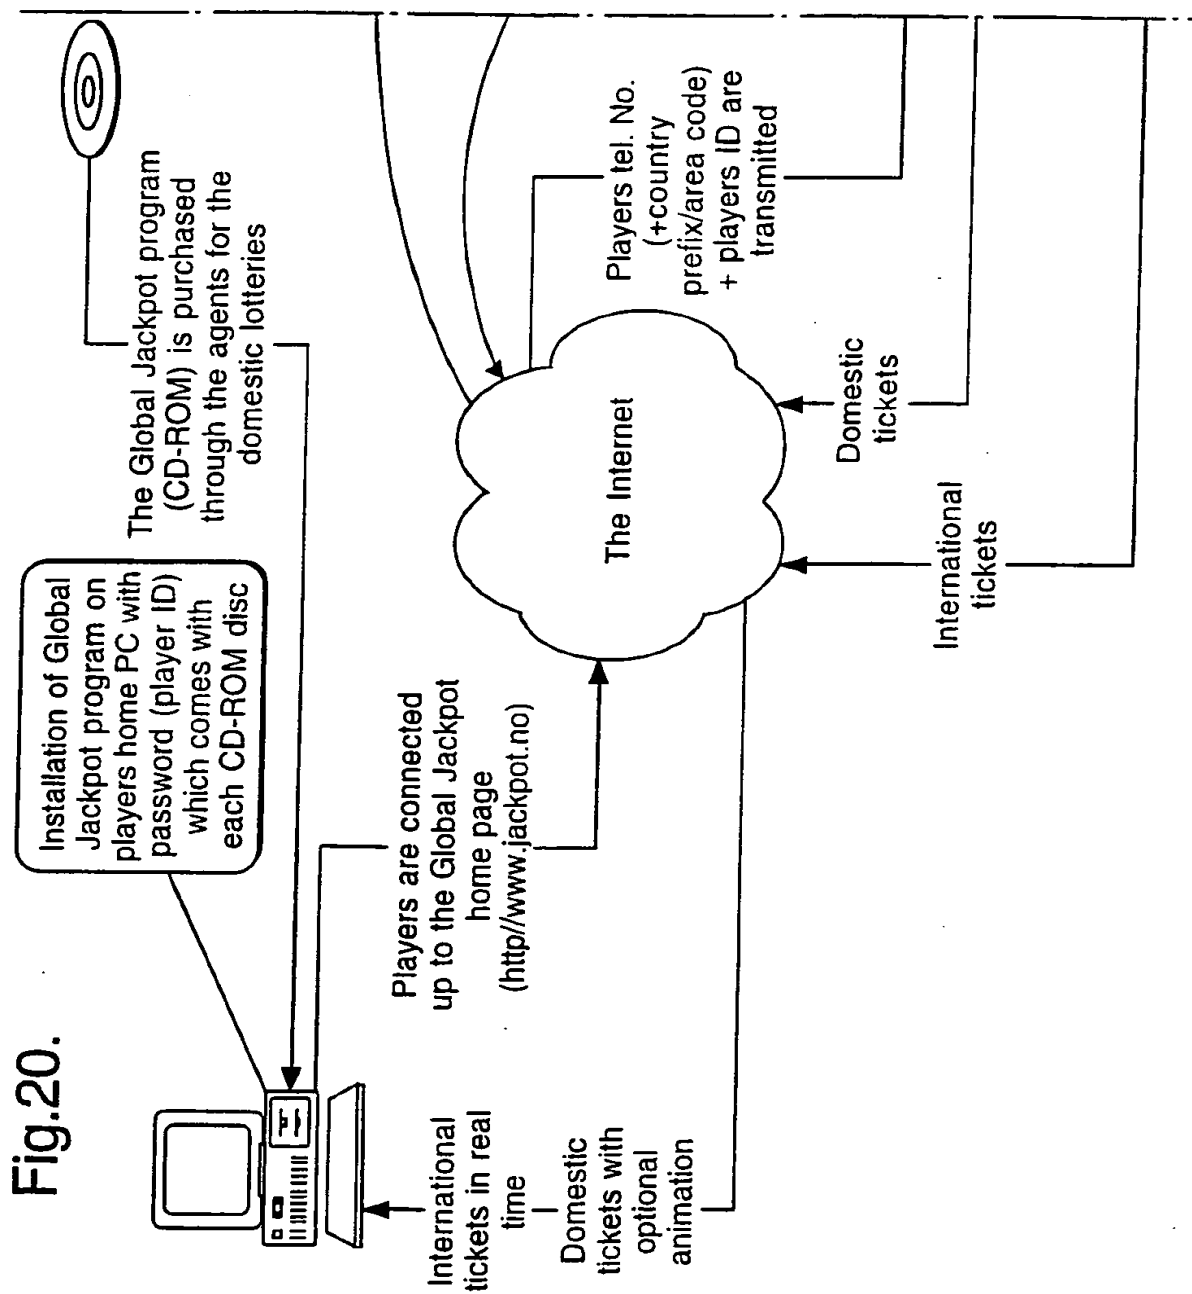 Fig.20.
Installation of Global
Jackpot program on
players home PC with
password (player ID)
which comes with
each CD-ROM disc
The Global Jackpot program
(CD-ROM) is purchased
through the agents for the
domestic lotteries
Players are connected
up to the Global Jackpot
home page
(http//www.jackpot.no)
Players tel. No.
(+country
prefix/area code)
+ players ID are
transmitted
The Internet
International
tickets in real
time
Domestic
tickets with
optional
animation
Domestic
tickets
International
tickets